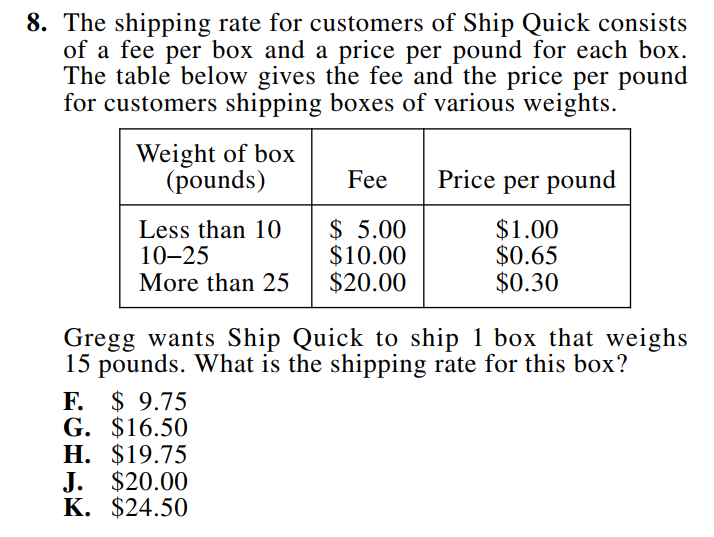 8. The shipping rate for customers of Ship Quick consists
of a fee per box and a price per pound for each box.
The table below gives the fee and the price per pound
for customers shipping boxes of various weights.
Weight of box
(pounds) Fee Price per pound
Less than 10 $ 5.00 $1.00
10–25 $10.00 $0.65
More than 25 $20.00 $0.30
Gregg wants Ship Quick to ship 1 box that weighs
15 pounds. What is the shipping rate for this box?
F. $ 9.75
G. $16.50
H. $19.75
J. $20.00
K. $24.50